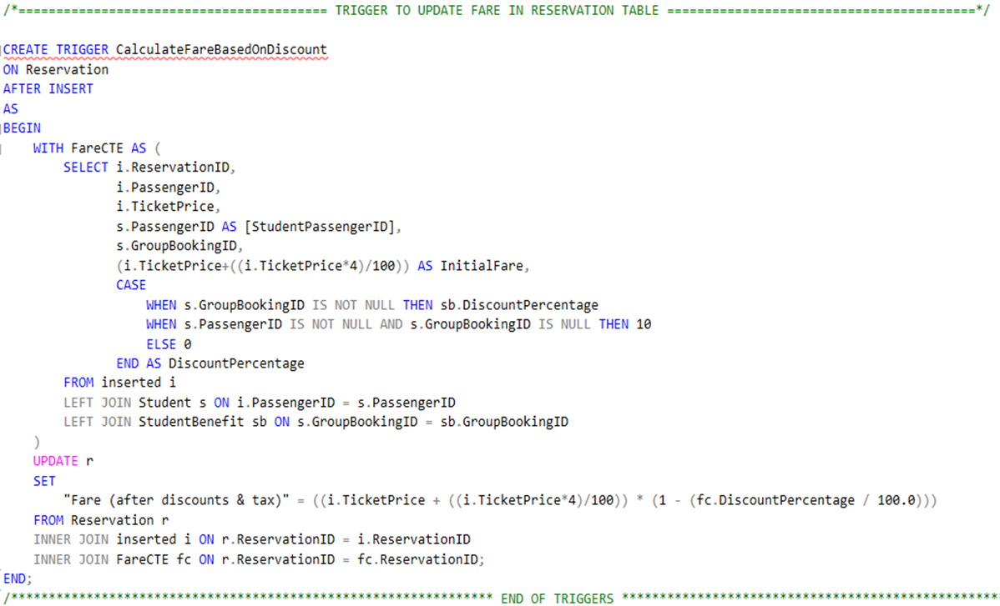 /*========================================= TRIGGER TO UPDATE FARE IN RESERVATION TABLE =========================================*/
CREATE TRIGGER CalculateFareBasedOnDiscount
ON Reservation
AFTER INSERT
AS
BEGIN
    WITH FareCTE AS (
        SELECT i.ReservationID,
               i.PassengerID,
               i.TicketPrice,
               s.PassengerID AS [StudentPassengerID],
               s.GroupBookingID,
               (i.TicketPrice+((i.TicketPrice*4)/100)) AS InitialFare,
               CASE
                   WHEN s.GroupBookingID IS NOT NULL THEN sb.DiscountPercentage
                   WHEN s.PassengerID IS NOT NULL AND s.GroupBookingID IS NULL THEN 10
                   ELSE 0
               END AS DiscountPercentage
        FROM inserted i
        LEFT JOIN Student s ON i.PassengerID = s.PassengerID
        LEFT JOIN StudentBenefit sb ON s.GroupBookingID = sb.GroupBookingID
    )
    UPDATE r
    SET
        "Fare (after discounts & tax)" = ((i.TicketPrice + ((i.TicketPrice*4)/100)) * (1 - (fc.DiscountPercentage / 100.0)))
    FROM Reservation r
    INNER JOIN inserted i ON r.ReservationID = i.ReservationID
    INNER JOIN FareCTE fc ON r.ReservationID = fc.ReservationID;
END;
/**************************************************************** END OF TRIGGERS **************************************************